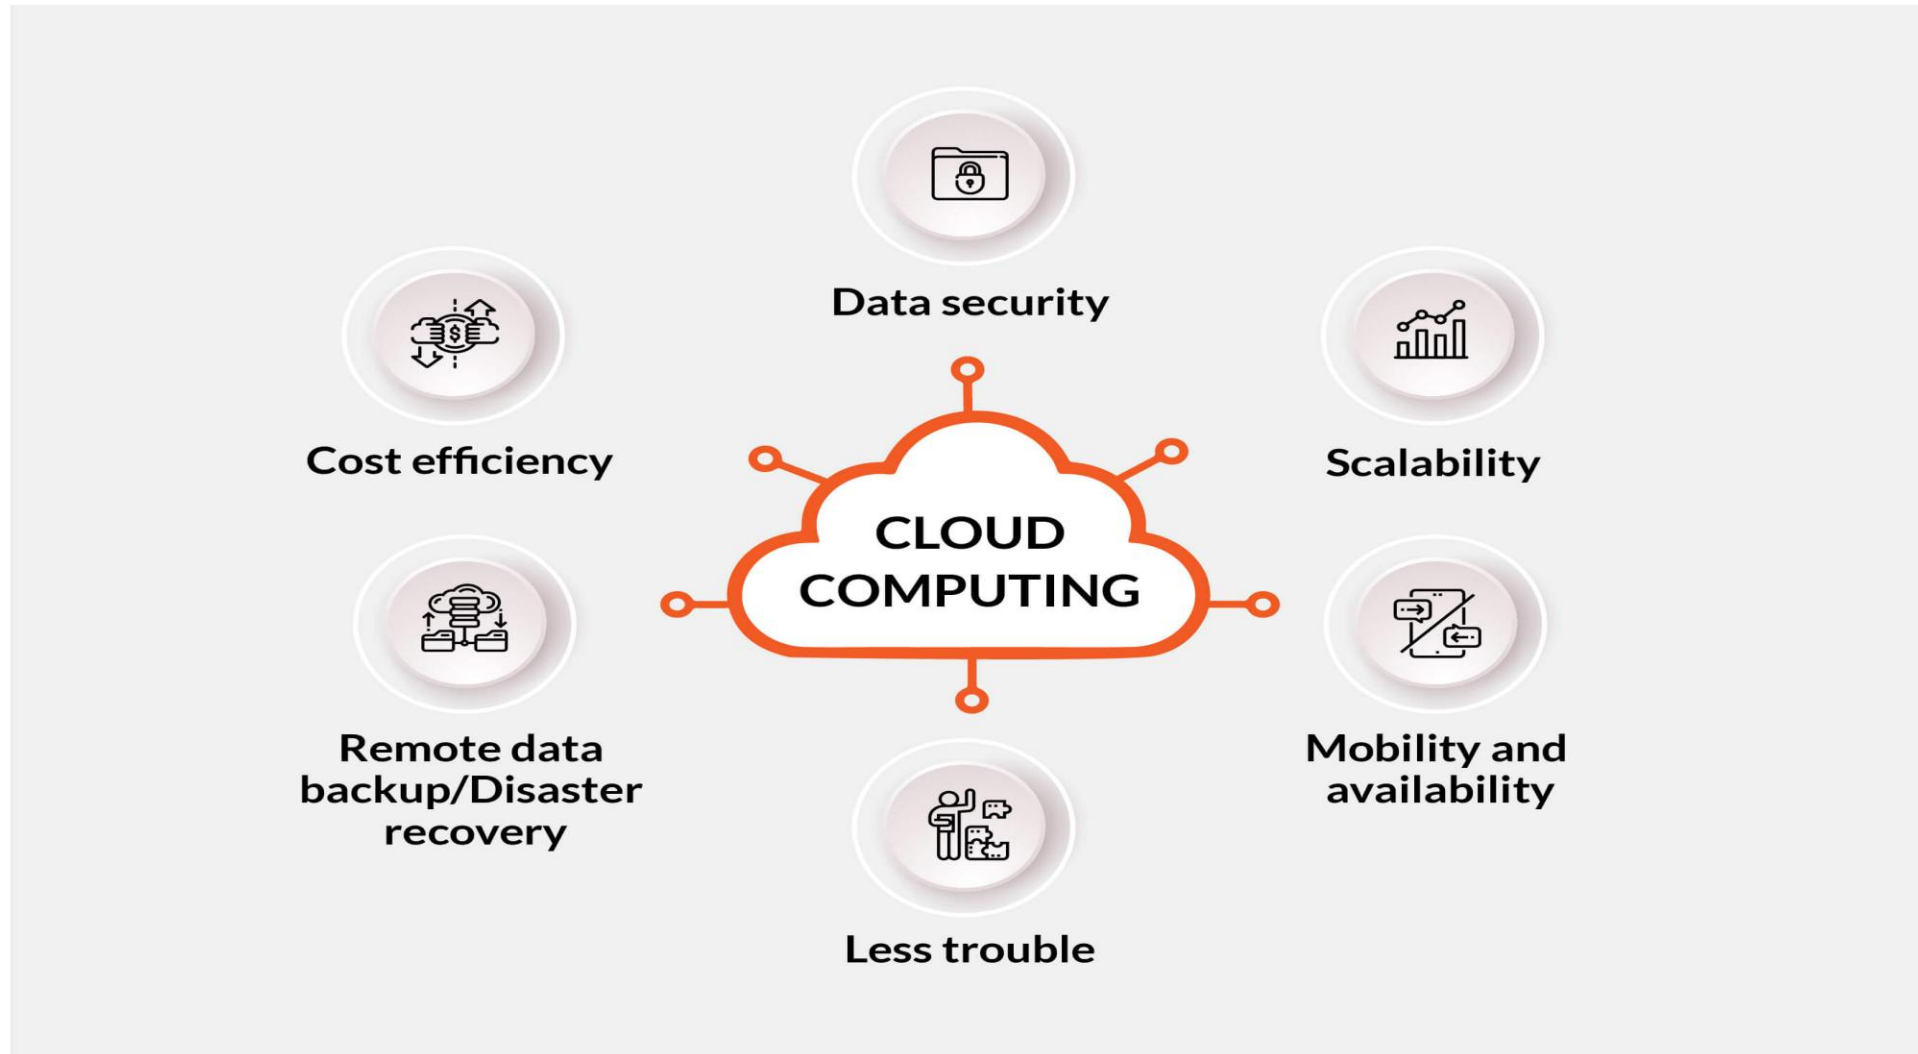 Data security
Cost efficiency
Scalability
CLOUD
COMPUTING
Remote data
backup/Disaster
recovery
Mobility and
availability
Less trouble